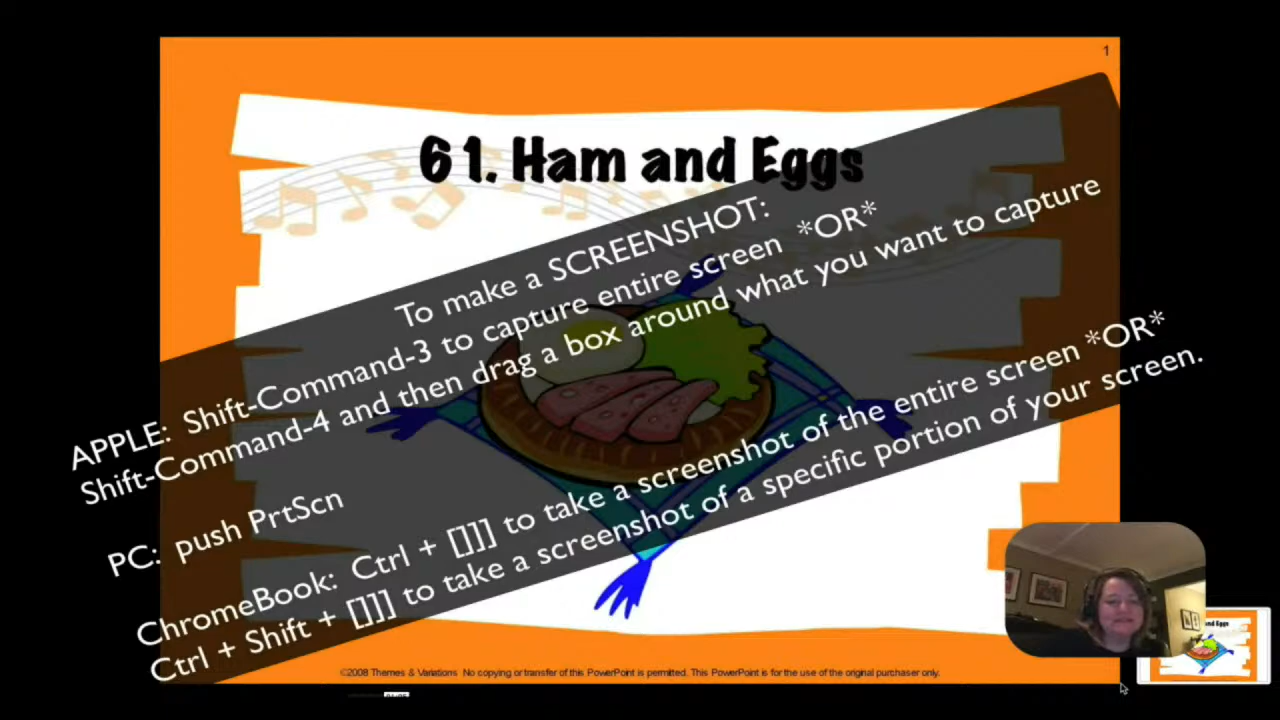 1
61. Ham and Eggs
To make a SCREENSHOT:
APPLE: Shift-Command-3 to capture entire screen *OR*
Shift-Command-4 and then drag a box around what you want to capture
PC: push PrtScn
ChromeBook: Ctrl + []]] to take a screenshot of the entire screen *OR*
Ctrl + Shift + []]] to take a screenshot of a specific portion of your screen.
©2008 Themes & Variations No copying or transfer of this PowerPoint is permitted. This PowerPoint is for the use of the original purchaser only.
and Eggs